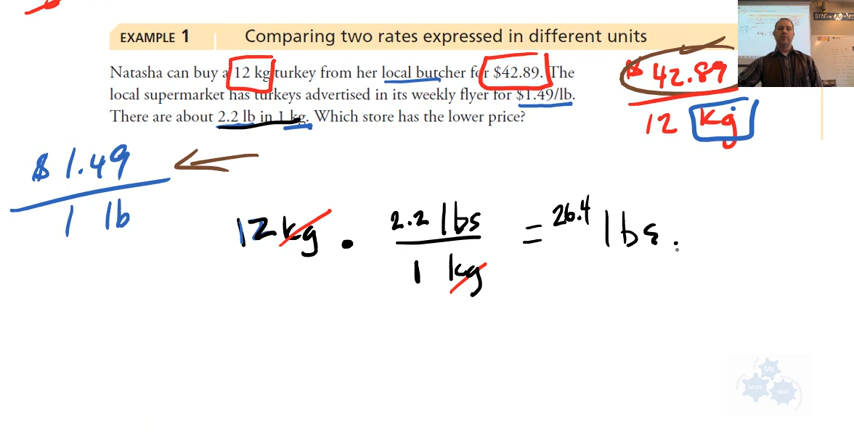 EXAMPLE 1 Comparing two rates expressed in different units
Natasha can buy a 12 kg turkey from her local butcher for $42.89. The
local supermarket has turkeys advertised in its weekly flyer for $1.49/lb.
There are about 2.2 lb in 1 kg. Which store has the lower price?
$ 42.89
12 kg
$ 1.49
1 lb
12kg • 2.2 lbs = 26.4 lbs.
1 kg